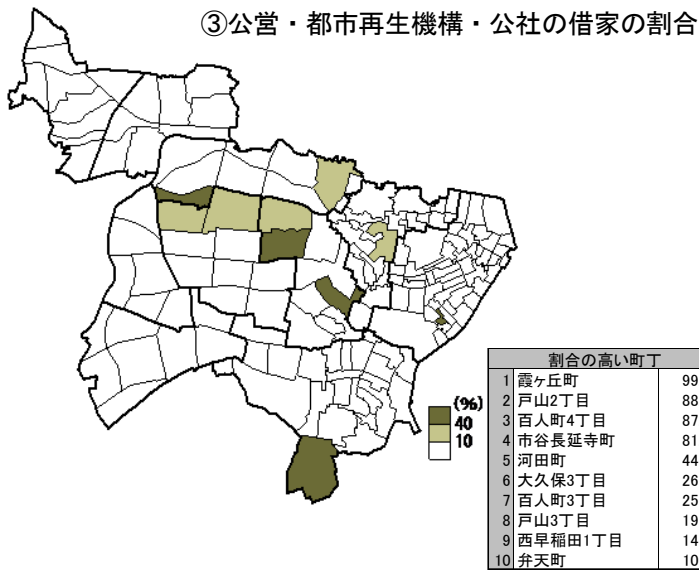 ③公営・都市再生機構・公社の借家の割合
(%)
40
10
割合の高い町丁
1 霞ヶ丘町 99
2 戸山2丁目 88
3 百人町4丁目 87
4 市谷長延寺町 81
5 河田町 44
6 大久保3丁目 26
7 百人町3丁目 25
8 戸山3丁目 19
9 西早稲田1丁目 14
10 弁天町 10